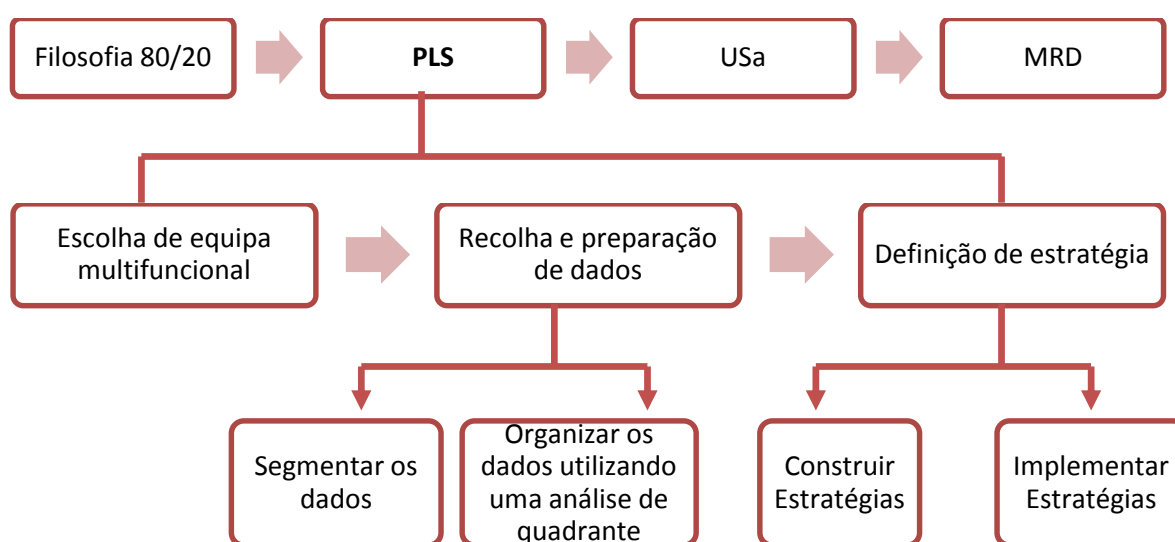 Filosofia 80/20
PLS
USa
MRD
Escolha de equipa
multifuncional
Recolha e preparação
de dados
Definição de estratégia
Segmentar os
dados
Organizar os
dados utilizando
uma análise de
quadrante
Construir
Estratégias
Implementar
Estratégias